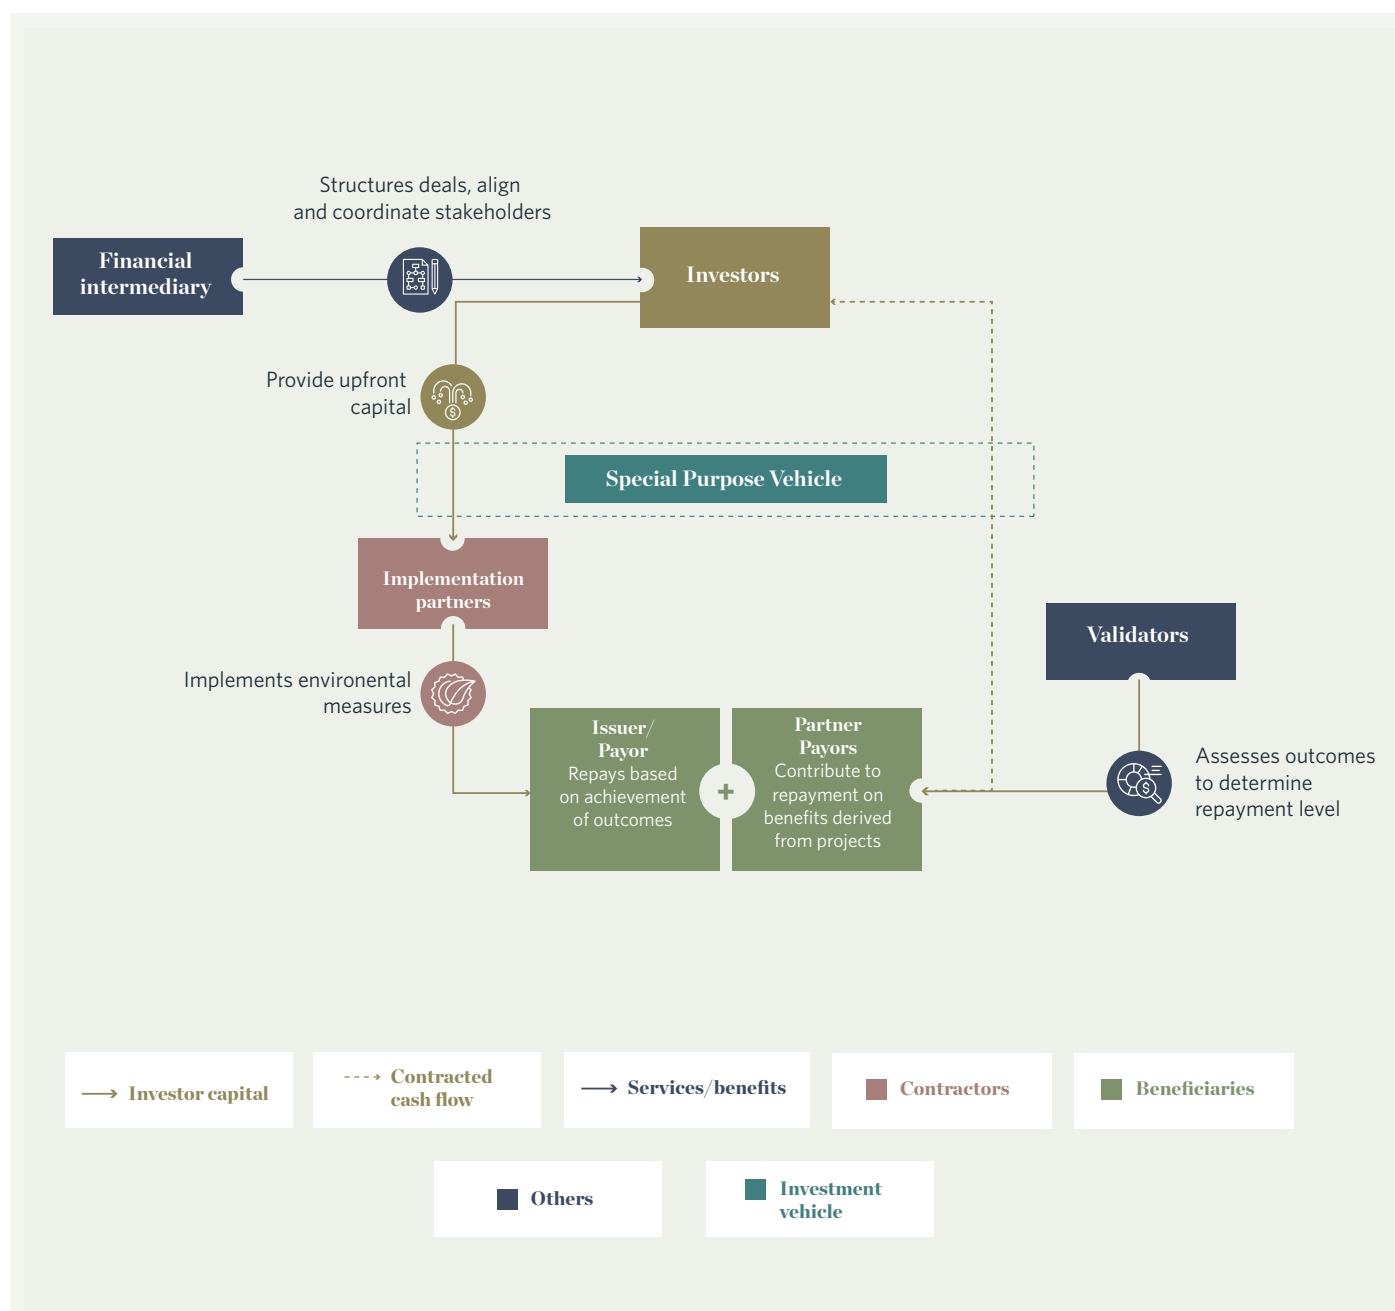 Structures deals, align
and coordinate stakeholders
Financial
intermediary
Investors
Provide upfront
capital
$
Special Purpose Vehicle
Implementation
partners
Validators
Implements environental
measures
Issuer/
Payor
Repays based
on achievement
of outcomes
+
Partner
Payors
Contribute to
repayment on
benefits derived
from projects
$
Assesses outcomes
to determine
repayment level
Investor capital
Contracted
cash flow
Services/benefits
Contractors
Beneficiaries
Others
Investment
vehicle